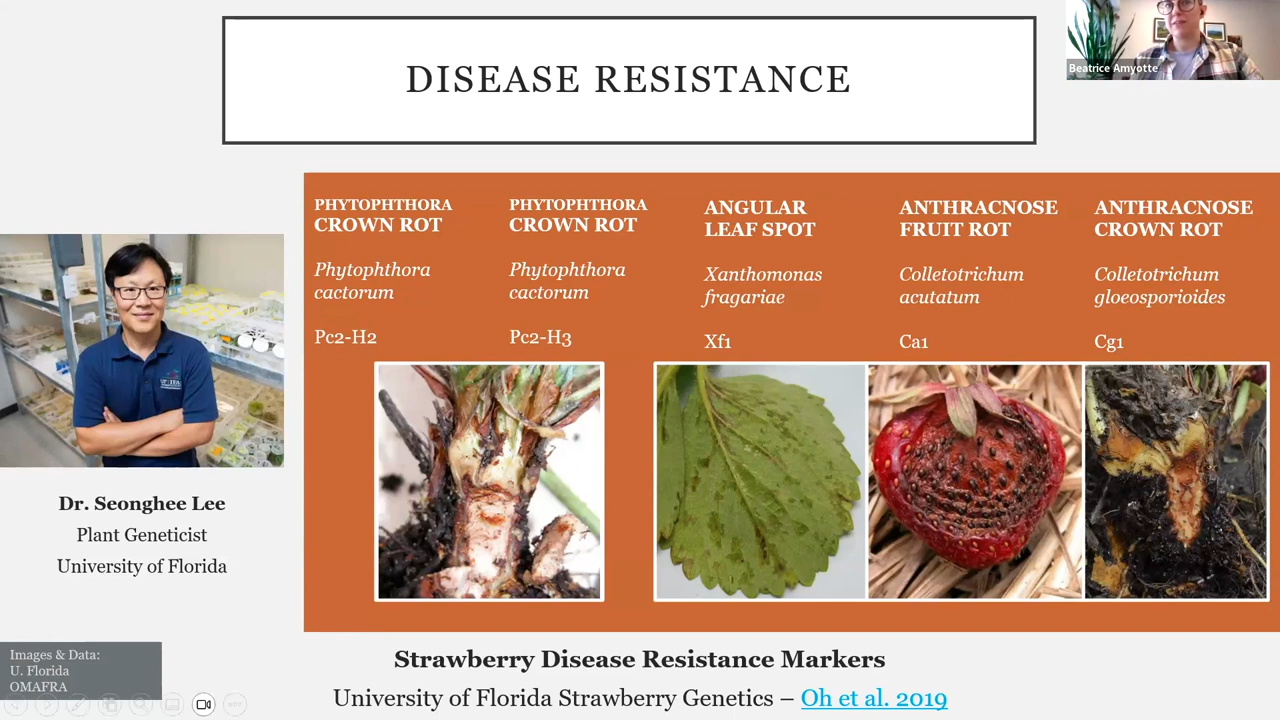 DISEASE RESISTANCE
Beatrice Amyotte
PHYTOPHTHORA
CROWN ROT
Phytophthora
cactorum
Pc2-H2
PHYTOPHTHORA
CROWN ROT
Phytophthora
cactorum
Pc2-H3
ANGULAR
LEAF SPOT
Xanthomonas
fragariae
Xf1
ANTHRACNOSE
FRUIT ROT
Colletotrichum
acutatum
Ca1
ANTHRACNOSE
CROWN ROT
Colletotrichum
gloeosporioides
Cg1
Dr. Seonghee Lee
Plant Geneticist
University of Florida
Images & Data:
U. Florida
OMAFRA
Strawberry Disease Resistance Markers
University of Florida Strawberry Genetics – Oh et al. 2019